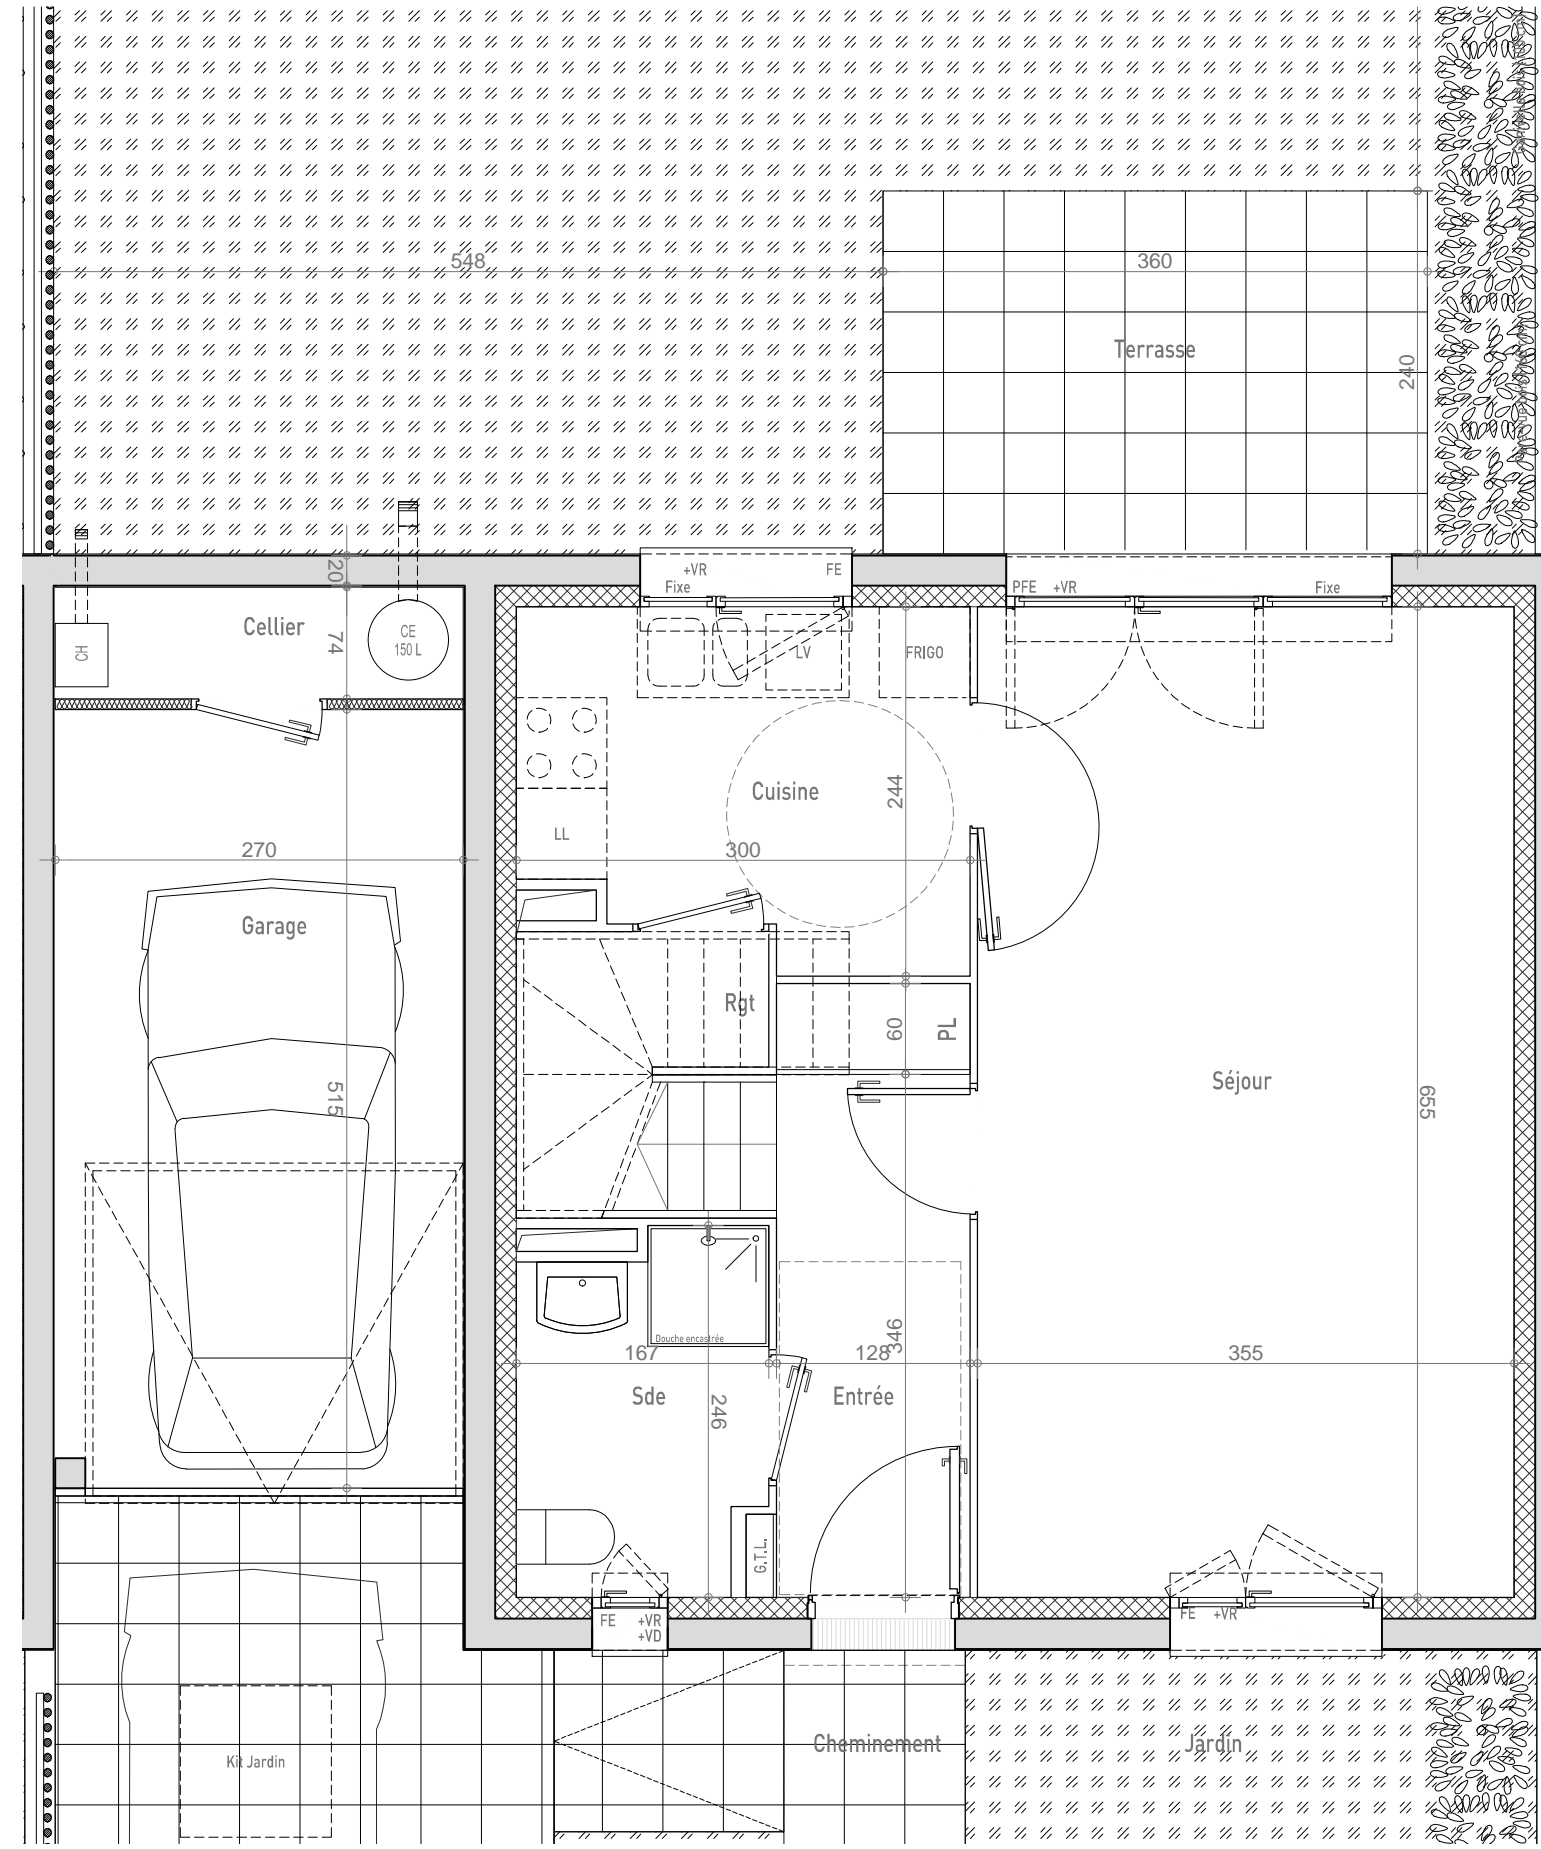 548
360
Terrasse
240
20
+VR
FE
Fixe
PFE
+VR
Fixe
Cellier
74
CH
CE
150 L
LV
FRIGO
Cuisine
244
LL
270
300
Garage
Rgt
60
PL
Séjour
515
655
Douche encastrée
346
167
128
355
Sde
246
Entrée
G.T.L.
FE
+VR
+VD
FE
+VR
Cheminement
Jardin
Kit Jardin